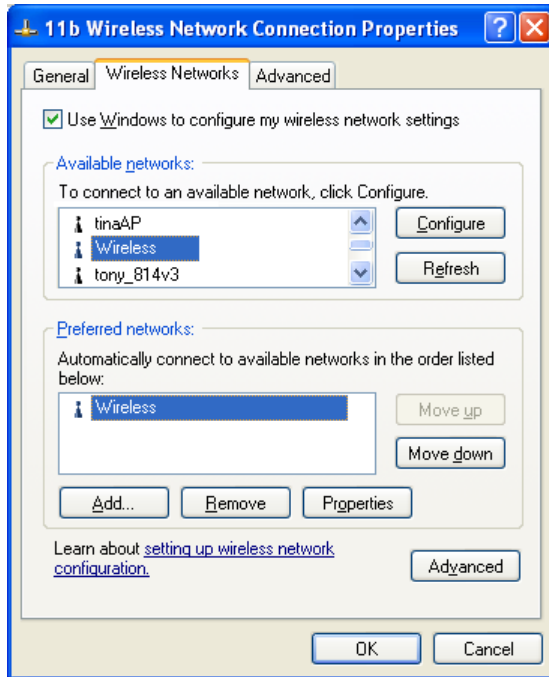 11b Wireless Network Connection Properties
General Wireless Networks Advanced
Use Windows to configure my wireless network settings
Available networks:
To connect to an available network, click Configure.
tinaAP
Wireless
tony_814v3
Configure
Refresh
Preferred networks:
Automatically connect to available networks in the order listed
below:
Wireless
Move up
Move down
Add... Remove Properties
Learn about setting up wireless network
configuration.
Advanced
OK Cancel